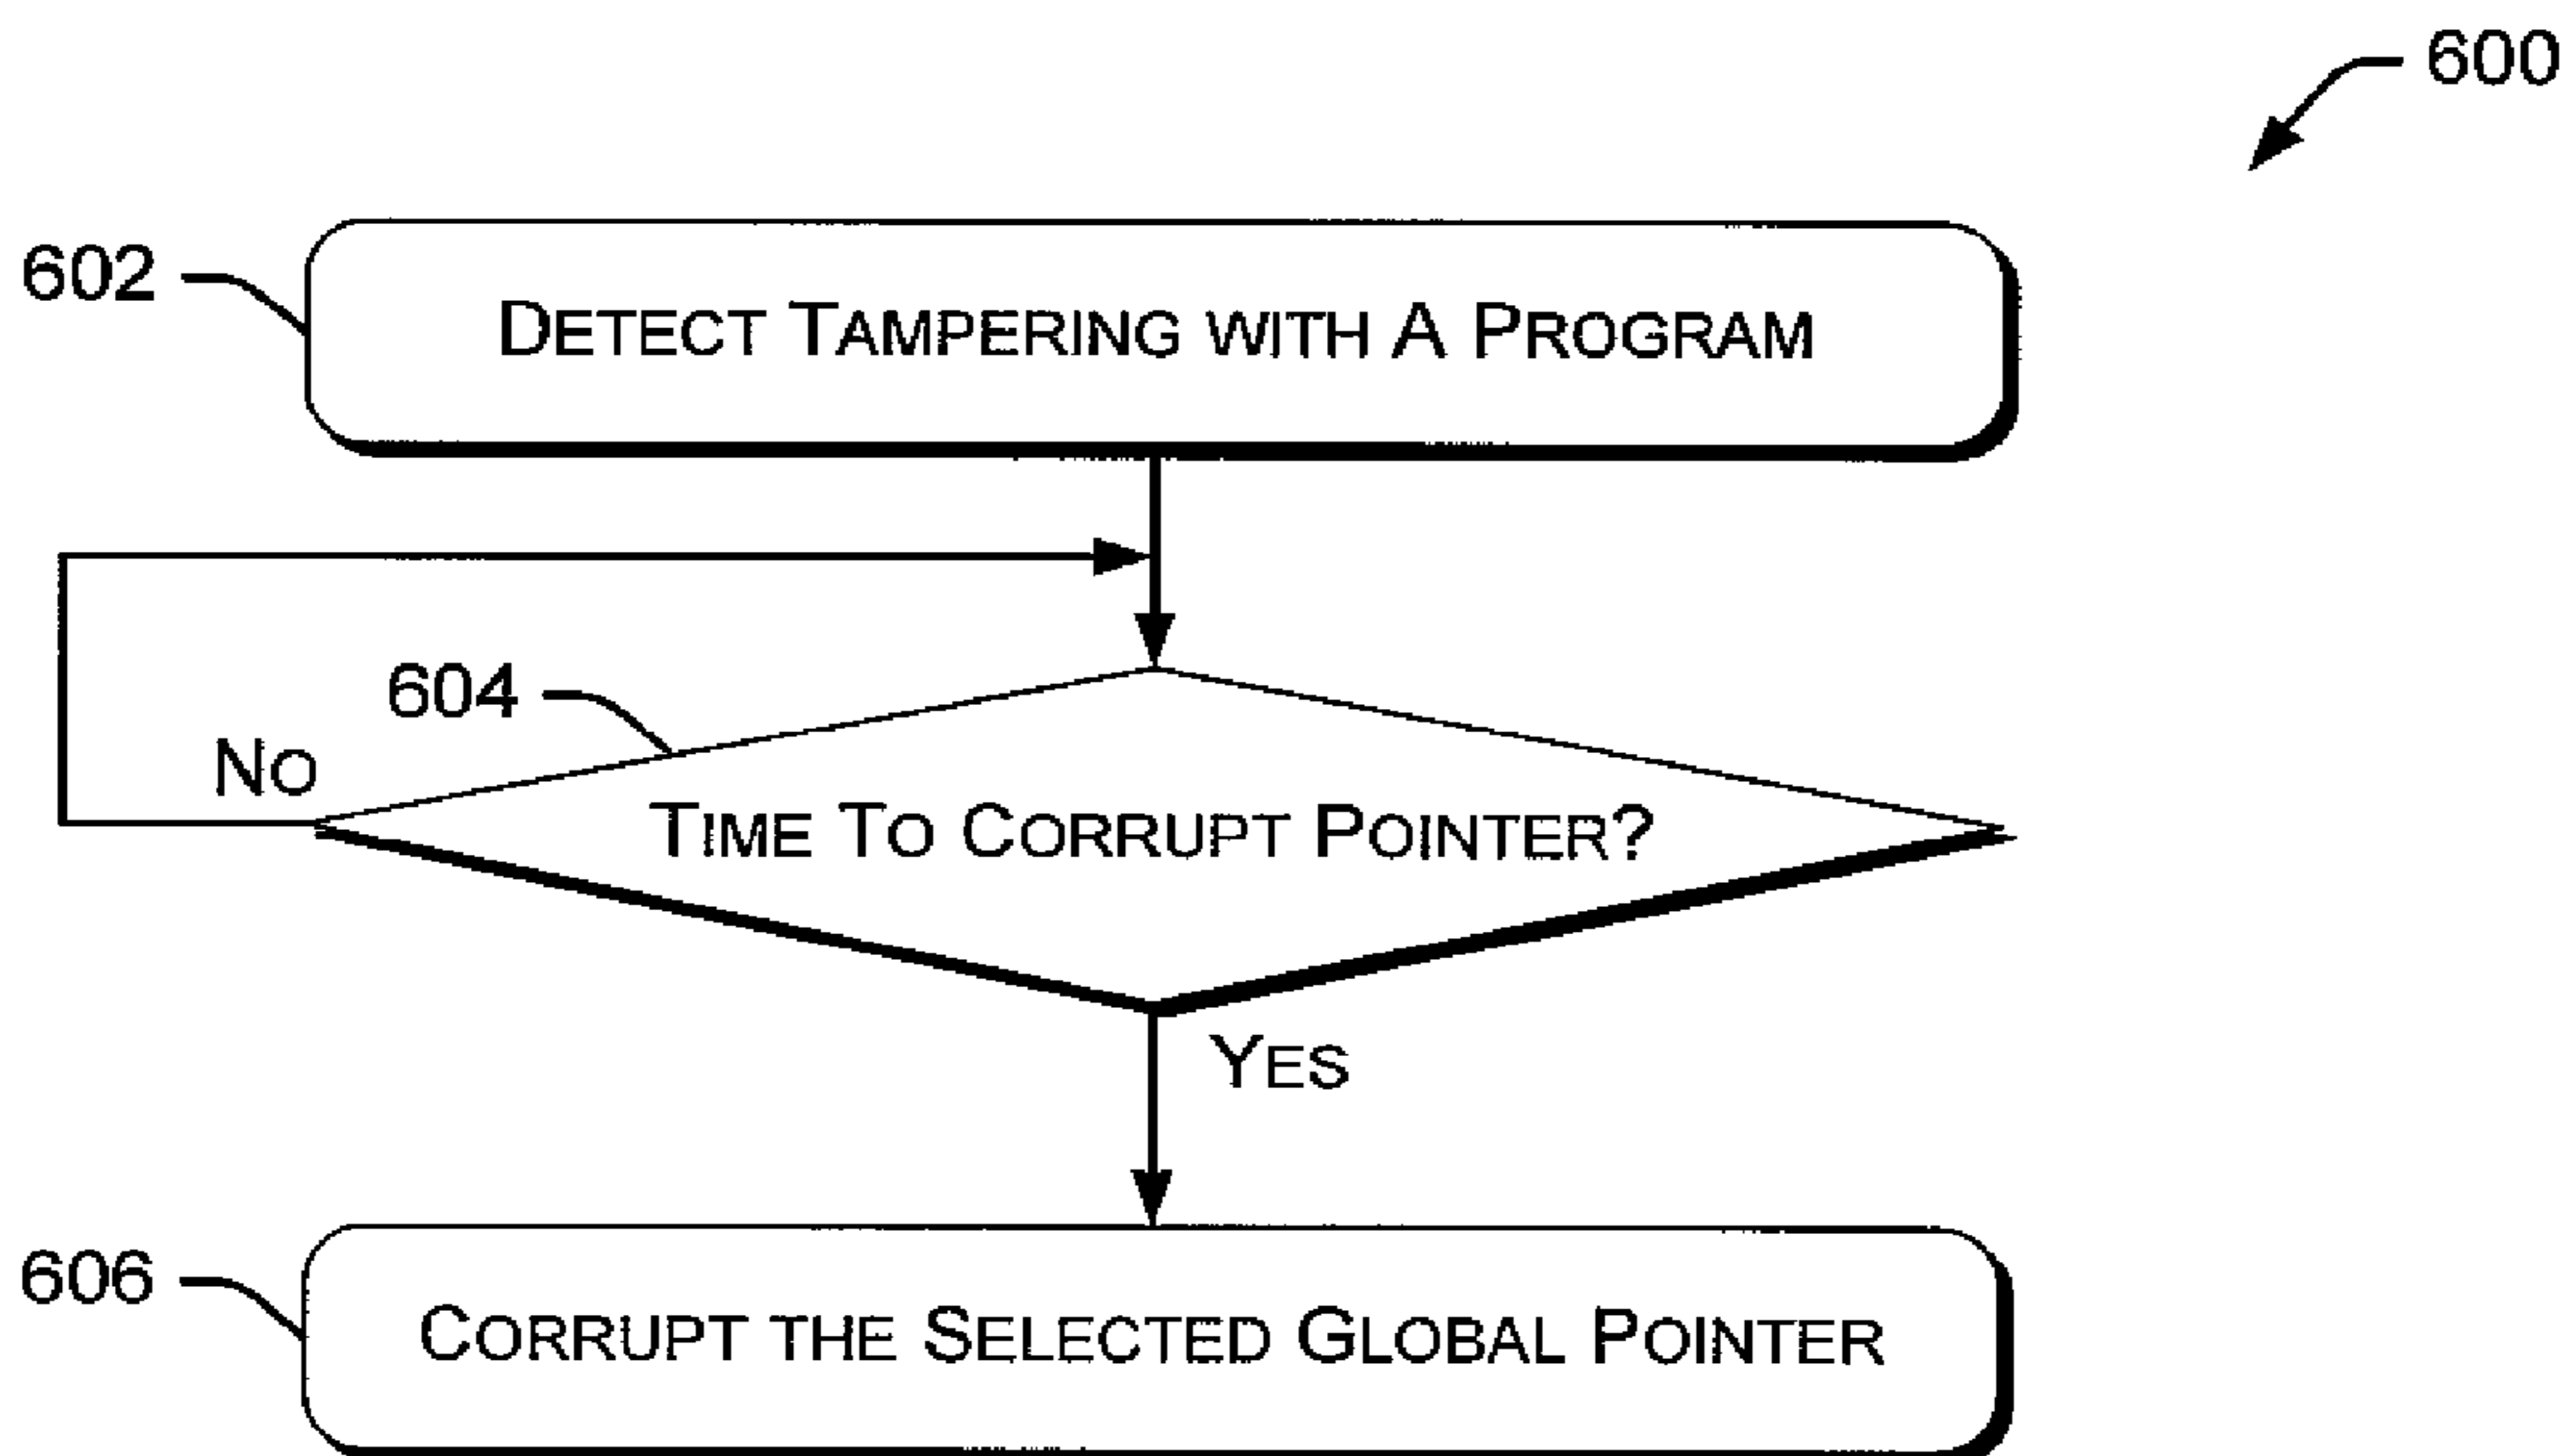 600
602
DETECT TAMPERING WITH A PROGRAM
604
NO
TIME TO CORRUPT POINTER?
YES
606
CORRUPT THE SELECTED GLOBAL POINTER